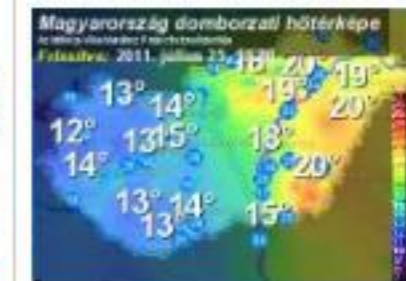 Magyarország domborzati hőtérképe
Frissítve: 2011. július
20°
19°
13° 14° 19° 20°
12° 13 15° 18°
14° 20°
13° 14° 15°
13°